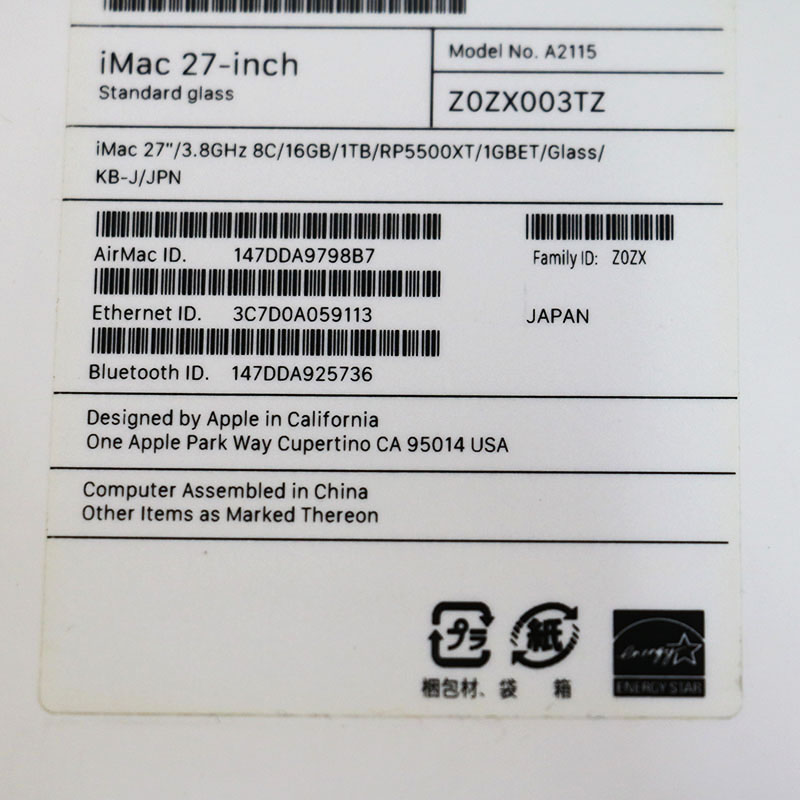 iMac 27-inch
Standard glass
Model No. A2115
Z0ZX003TZ
iMac 27"/3.8GHz 8C/16GB/1TB/RP5500XT/1GBET/Glass/
KB-J/JPN
AirMac ID. 147DDA9798B7
Family ID: Z0ZX
Ethernet ID. 3C7D0A059113
JAPAN
Bluetooth ID. 147DDA925736
Designed by Apple in California
One Apple Park Way Cupertino CA 95014 USA
Computer Assembled in China
Other Items as Marked Thereon
プラ
紙
energy
梱包材、袋 箱
ENERGY STAR